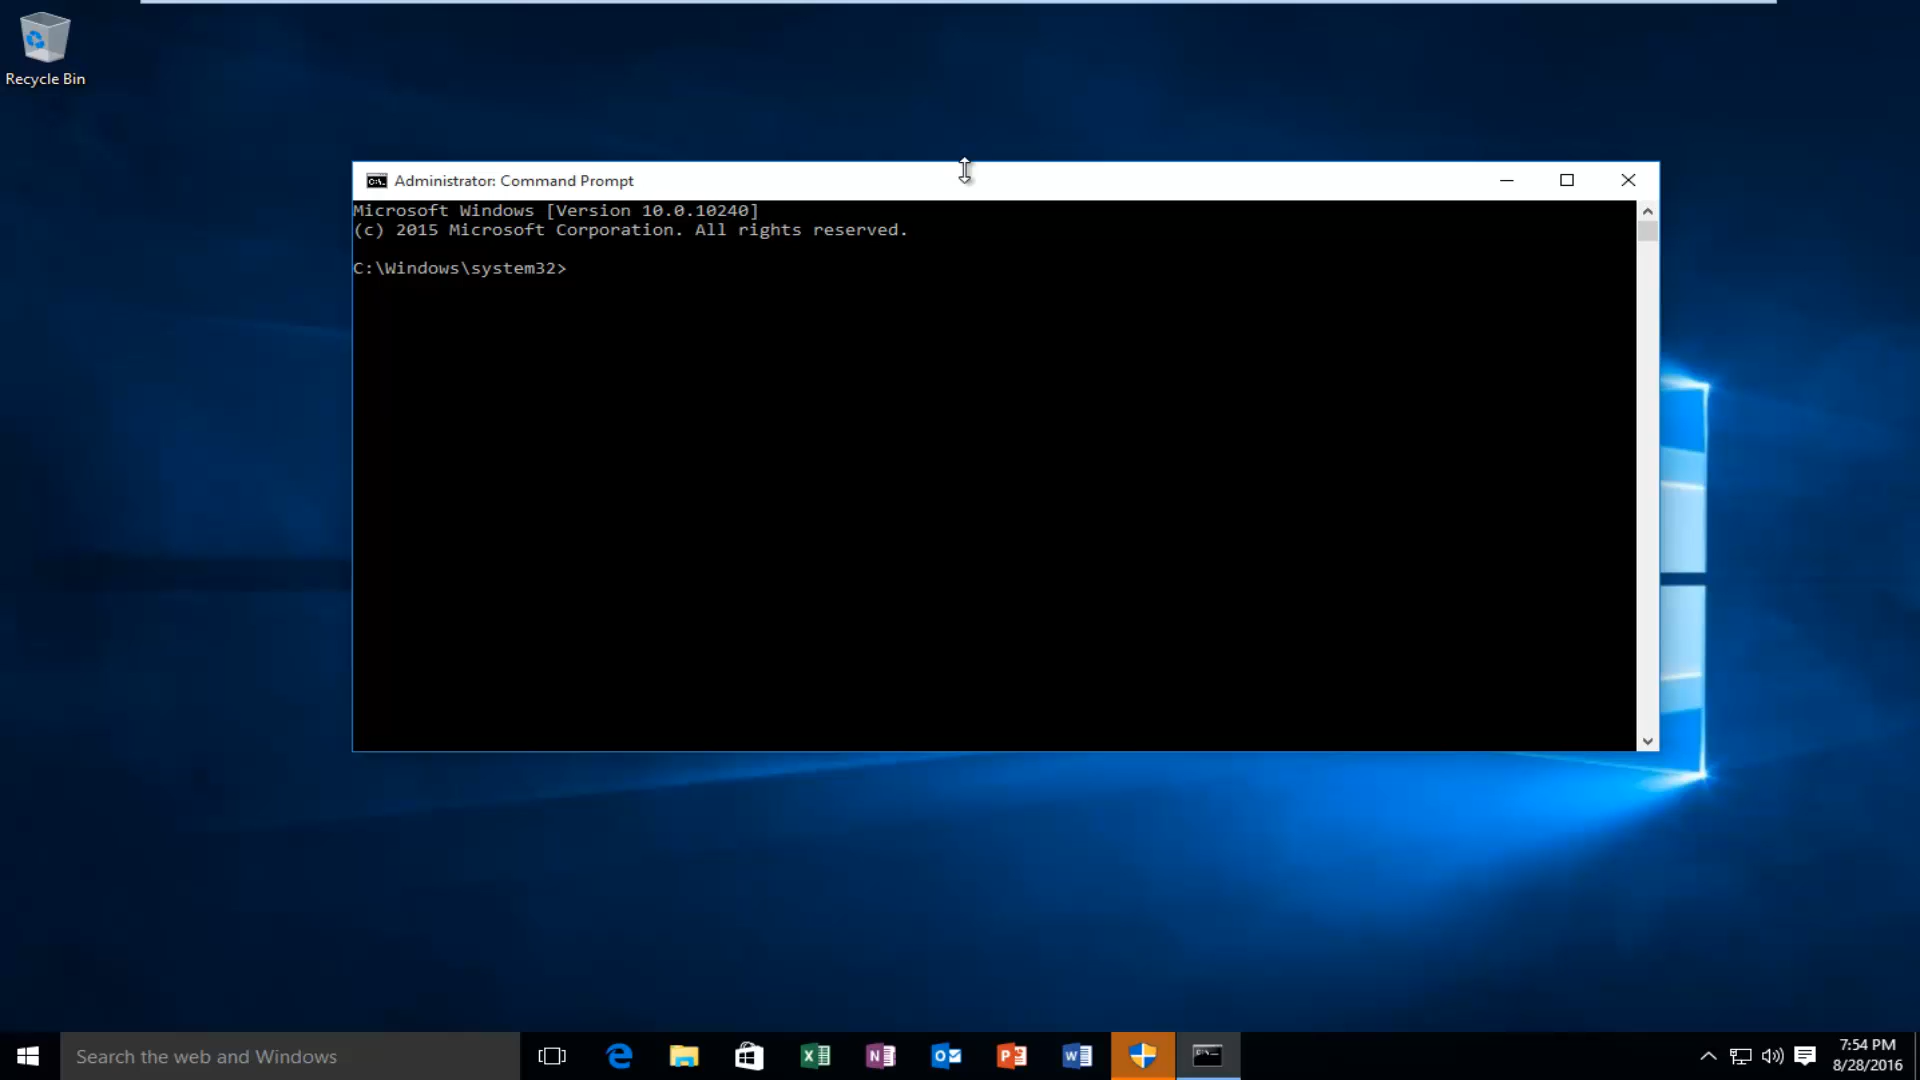 Recycle Bin
Administrator: Command Prompt
Microsoft Windows [Version 10.0.10240]
(c) 2015 Microsoft Corporation. All rights reserved.
C:\Windows\system32>
Search the web and Windows
7:54 PM
8/28/2016